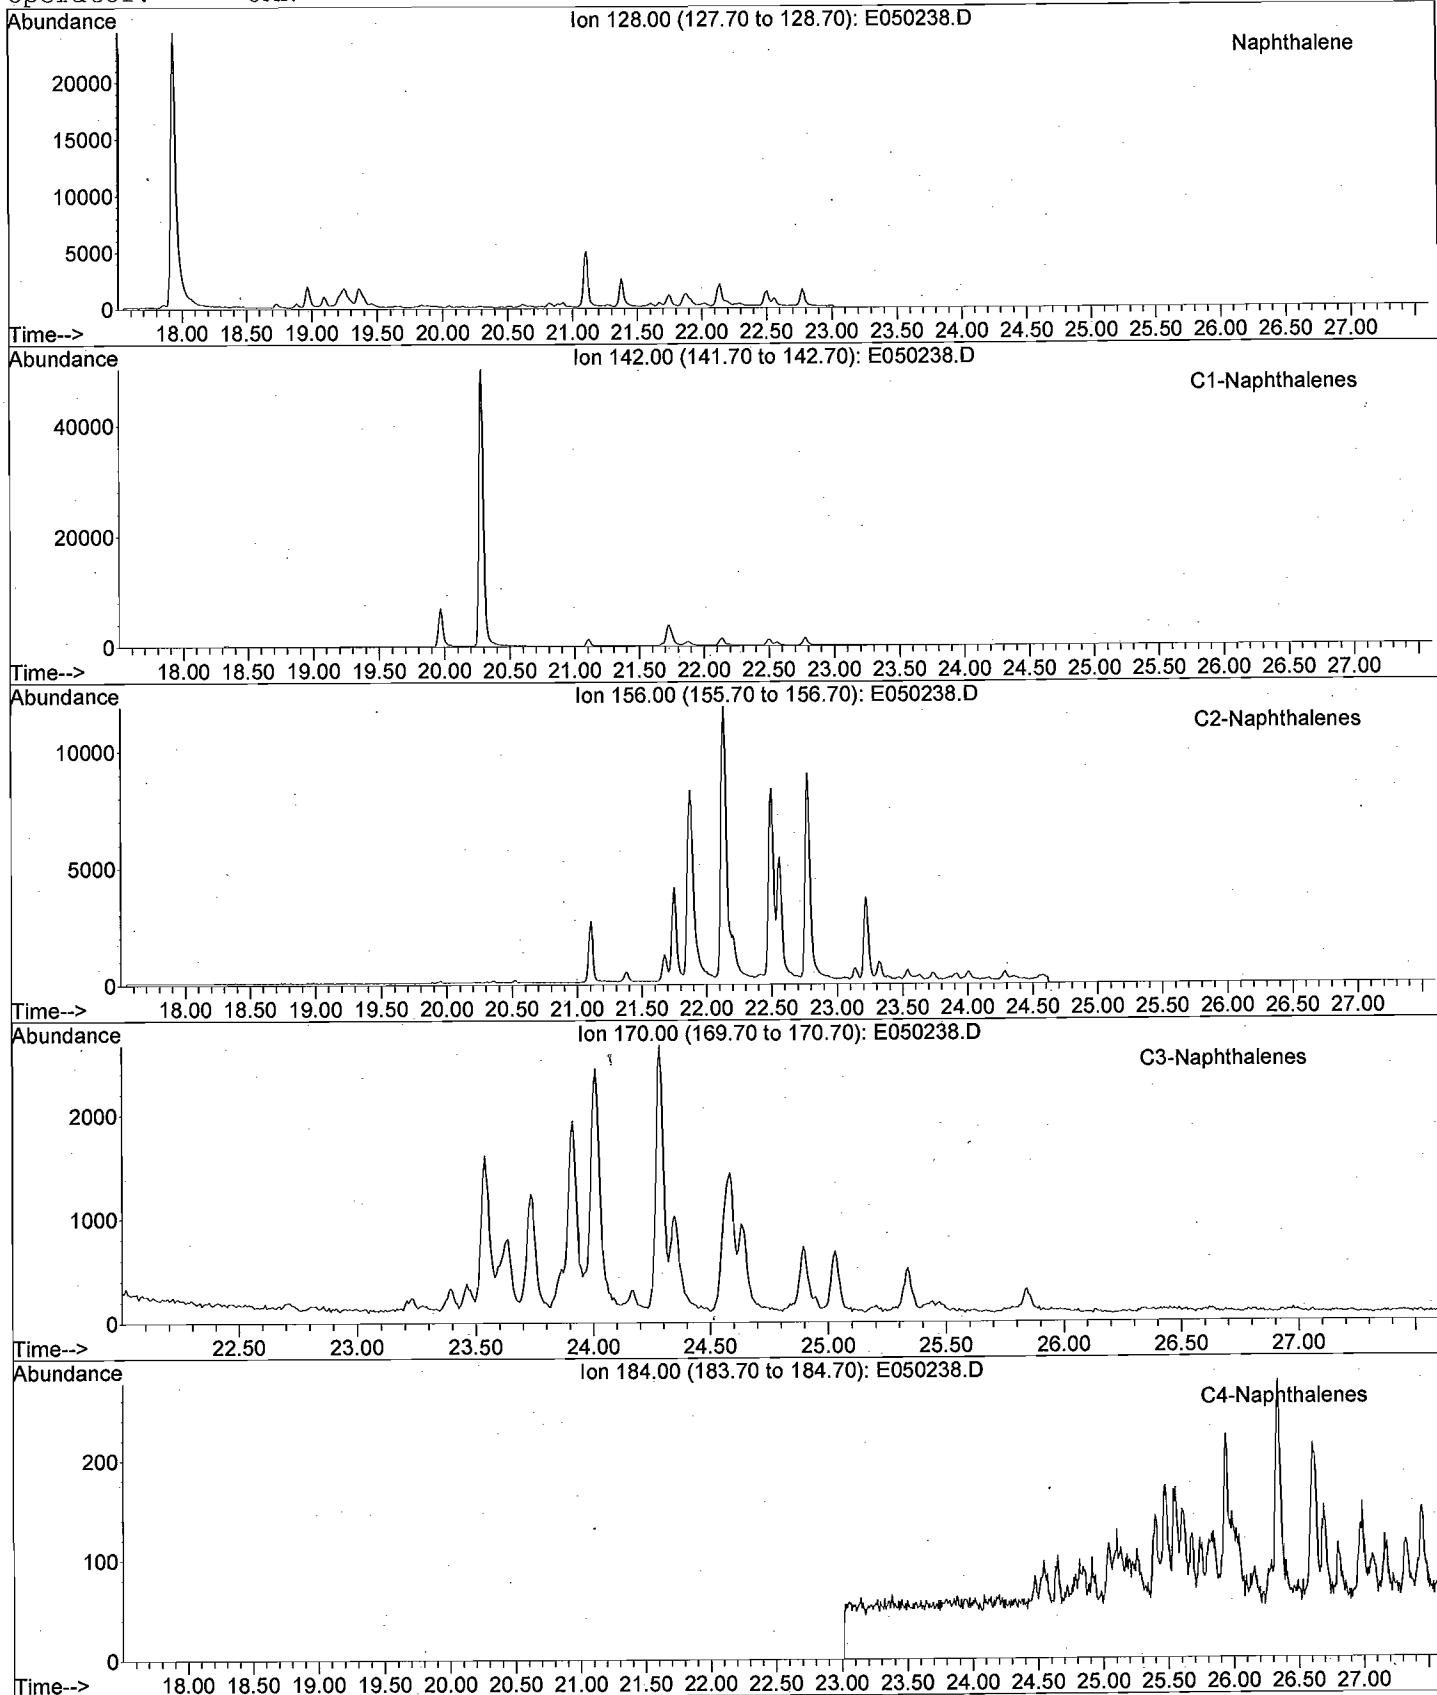 Abundance
Ion 128.00 (127.70 to 128.70): E050238.D
Naphthalene
20000
15000
10000
5000
0
18.00 18.50 19.00 19.50 20.00 20.50 21.00 21.50 22.00 22.50 23.00 23.50 24.00 24.50 25.00 25.50 26.00 26.50 27.00
Time-->
Abundance
Ion 142.00 (141.70 to 142.70): E050238.D
C1-Naphthalenes
40000
20000
0
18.00 18.50 19.00 19.50 20.00 20.50 21.00 21.50 22.00 22.50 23.00 23.50 24.00 24.50 25.00 25.50 26.00 26.50 27.00
Time-->
Abundance
Ion 156.00 (155.70 to 156.70): E050238.D
C2-Naphthalenes
10000
5000
0
18.00 18.50 19.00 19.50 20.00 20.50 21.00 21.50 22.00 22.50 23.00 23.50 24.00 24.50 25.00 25.50 26.00 26.50 27.00
Time-->
Abundance
Ion 170.00 (169.70 to 170.70): E050238.D
C3-Naphthalenes
2000
1000
0
22.50 23.00 23.50 24.00 24.50 25.00 25.50 26.00 26.50 27.00
Time-->
Abundance
Ion 184.00 (183.70 to 184.70): E050238.D
C4-Naphthalenes
200
100
0
18.00 18.50 19.00 19.50 20.00 20.50 21.00 21.50 22.00 22.50 23.00 23.50 24.00 24.50 25.00 25.50 26.00 26.50 27.00
Time-->